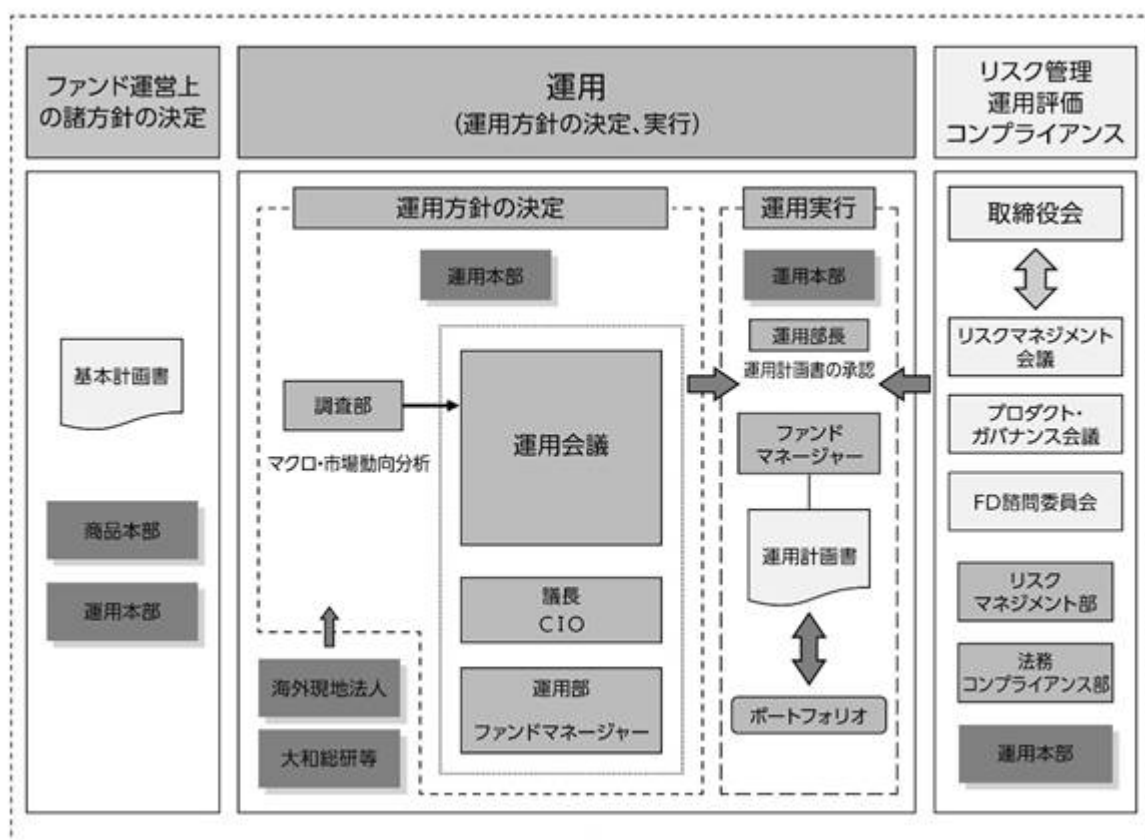 ファンド運営上
の諸方針の決定
運用
(運用方針の決定、実行)
リスク管理
運用評価
コンプライアンス
基本計画書
商品本部
運用本部
運用方針の決定
運用本部
調査部
マクロ・市場動向分析
運用会議
議長
CIO
運用部
ファンドマネージャー
海外現地法人
大和総研等
運用実行
運用本部
運用部長
運用計画書の承認
ファンド
マネージャー
運用計画書
ポートフォリオ
取締役会
リスクマネジメント
会議
プロダクト・
ガバナンス会議
FD諮問委員会
リスク
マネジメント部
法務
コンプライアンス部
運用本部